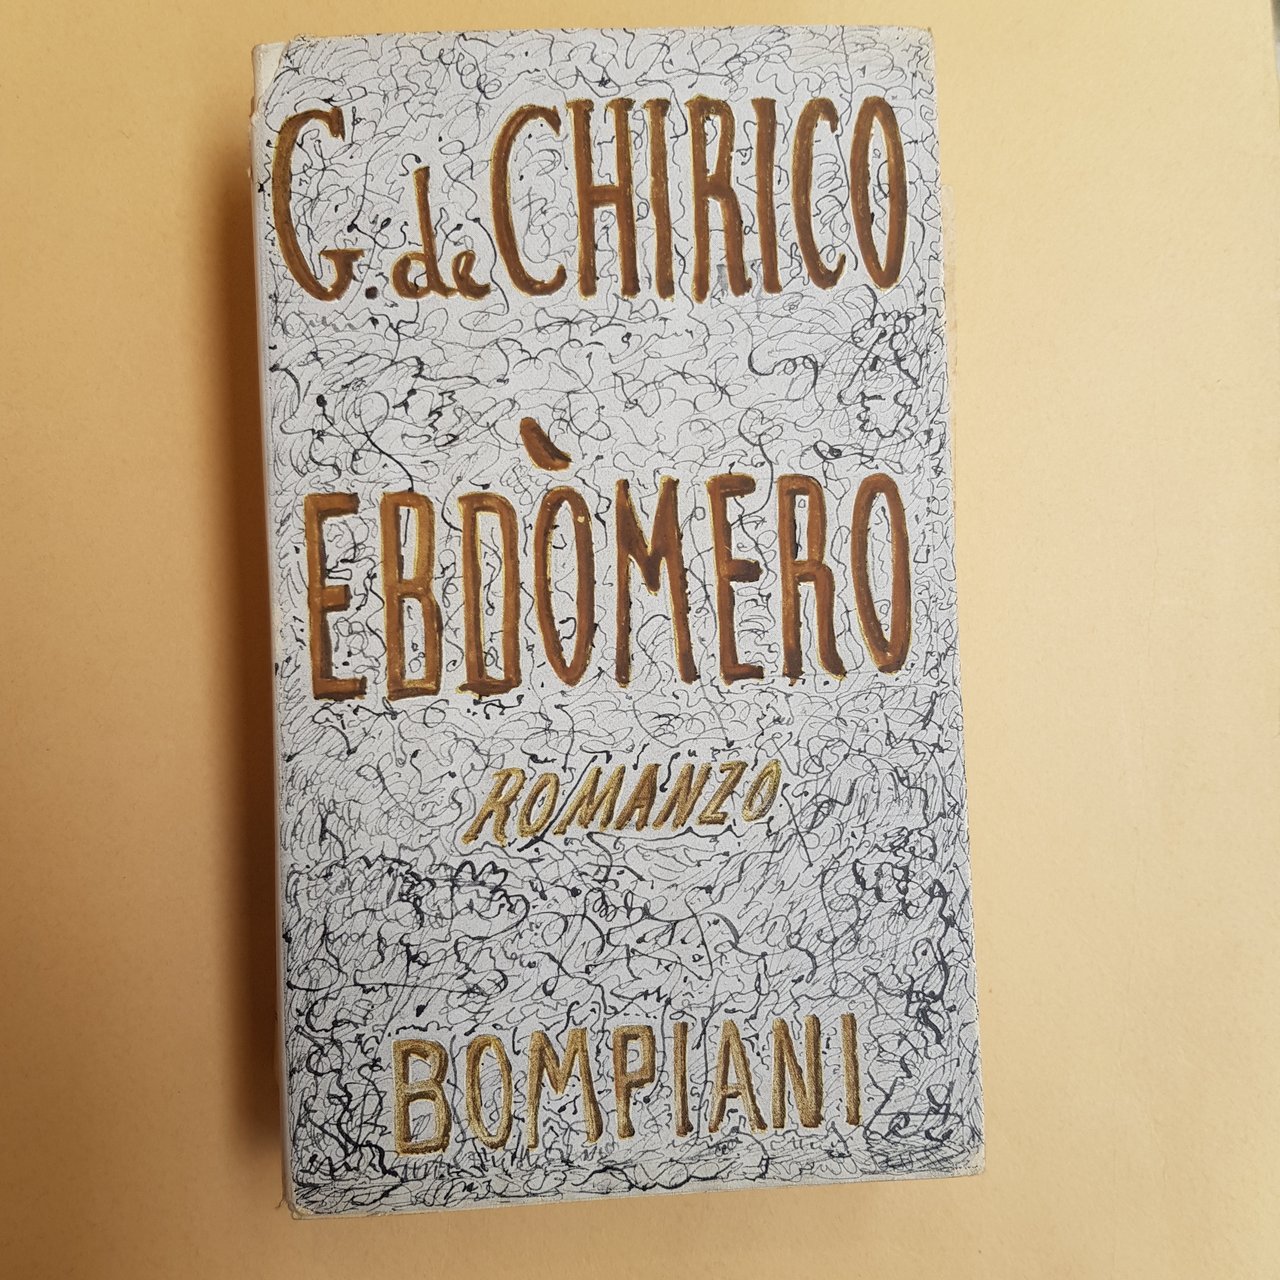 G. de CHIRICO
EBDÒMERO
ROMANZO
BOMPIANI